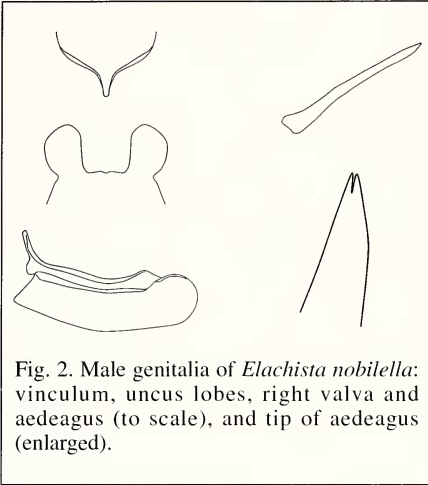 Fig. 2. Male genitalia of Elachista nobilella:
vinculum, uncus lobes, right valva and
aedeagus (to scale), and tip of aedeagus
(enlarged).